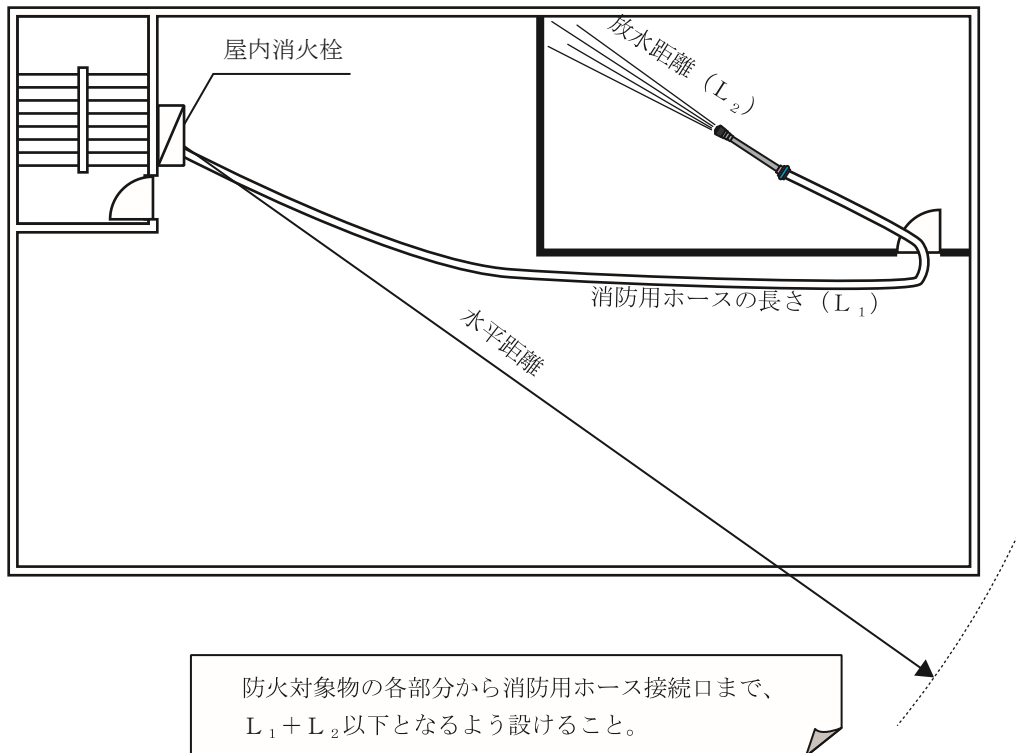 屋内消火栓
放水距離（L₂）
消防用ホースの長さ（L₁）
水平距離
防火対象物の各部分から消防用ホース接続口まで、
L₁＋L₂以下となるよう設けること。